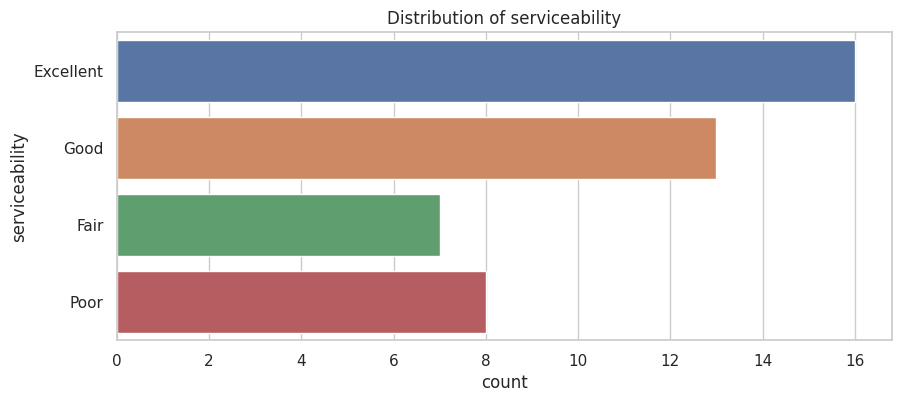 Distribution of serviceability
serviceability
Excellent
Good
Fair
Poor
0 2 4 6 8 10 12 14 16
count